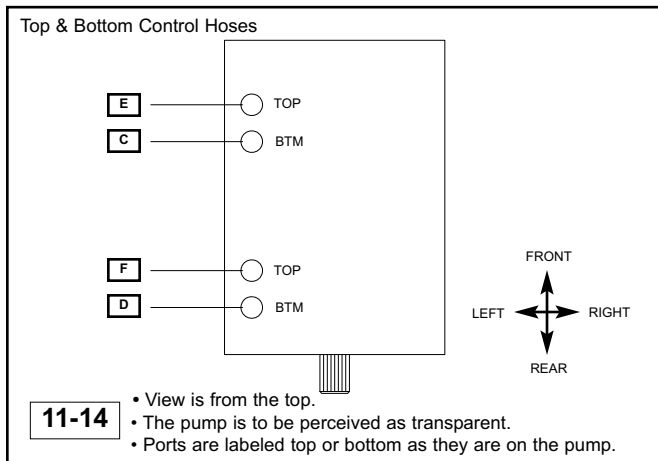 Top & Bottom Control Hoses
E TOP
C BTM
F TOP
D BTM
FRONT
LEFT RIGHT
REAR
11-14
• View is from the top.
• The pump is to be perceived as transparent.
• Ports are labeled top or bottom as they are on the pump.